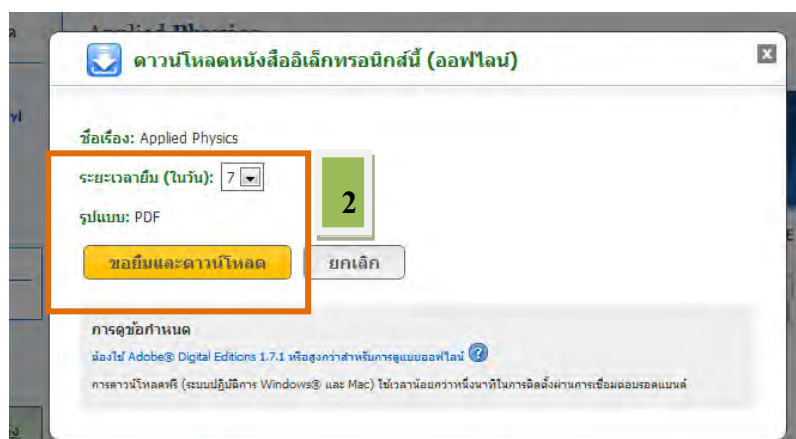 Applied Physics
ดาวน์โหลดหนังสืออิเล็กทรอนิกส์นี้ (ออฟไลน์)
ชื่อเรื่อง: Applied Physics
ระยะเวลายืม (ในวัน): 7
2
รูปแบบ: PDF
ขอยืมและดาวน์โหลด
ยกเลิก
การดูข้อกำหนด
ต้องใช้ Adobe® Digital Editions 1.7.1 หรือสูงกว่าสำหรับการดูแบบออฟไลน์ ?
การดาวน์โหลดฟรี (ระบบปฏิบัติการ Windows® และ Mac) ใช้เวลาน้อยกว่าหนึ่งนาทีในการติดตั้งผ่านการเชื่อมต่อบรอดแบนด์